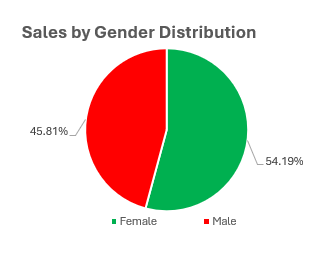 Sales by Gender Distribution
45.81%
54.19%
Female Male